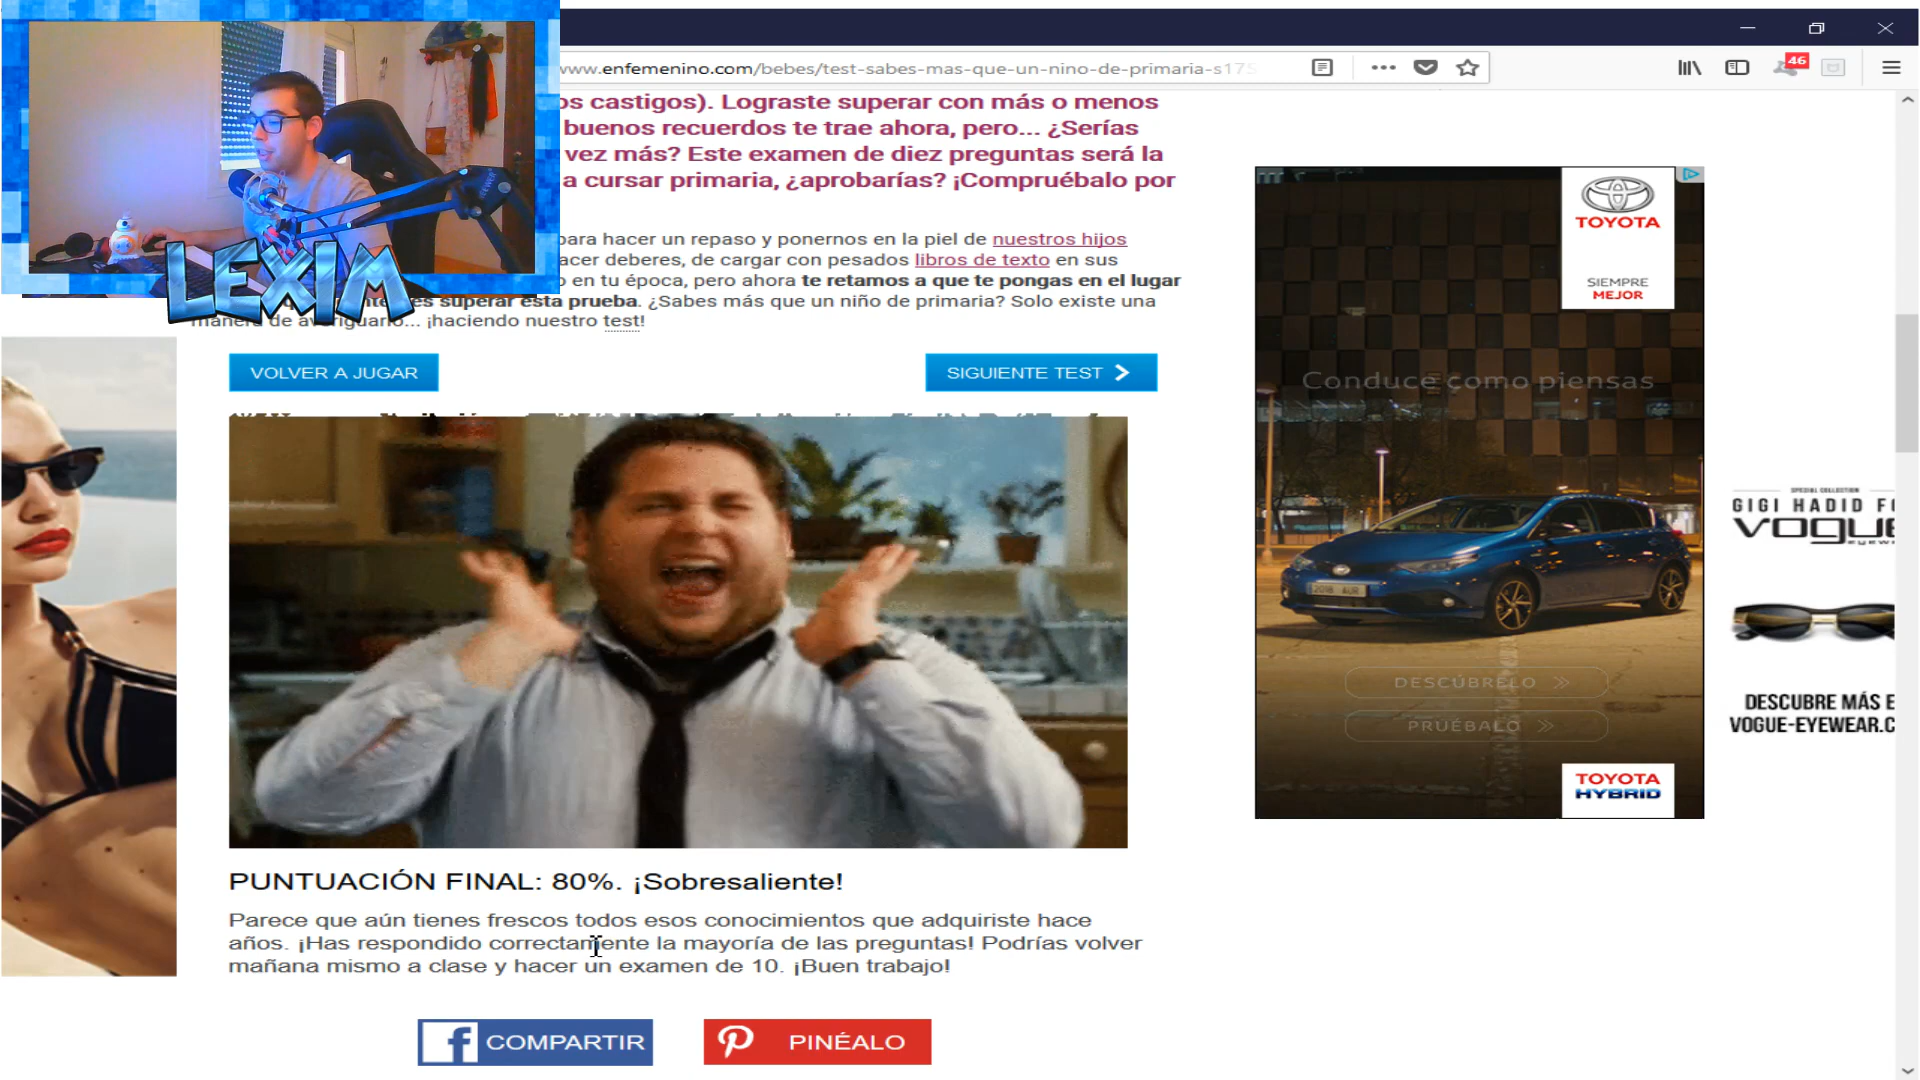 www.enfemenino.com/bebes/test-sabes-mas-que-un-nino-de-primaria-s175
46
os castigos). Lograste superar con más o menos
buenos recuerdos te trae ahora, pero... ¿Serías
vez más? Este examen de diez preguntas será la
a cursar primaria, ¿aprobarías? ¡Compruébalo por
para hacer un repaso y ponernos en la piel de nuestros hijos
acer deberes, de cargar con pesados libros de texto en sus
o en tu época, pero ahora te retamos a que te pongas en el lugar
es superar esta prueba. ¿Sabes más que un niño de primaria? Solo existe una
manera de averiguarlo... ¡haciendo nuestro test!
LEXIM
VOLVER A JUGAR
SIGUIENTE TEST
PUNTUACIÓN FINAL: 80%. ¡Sobresaliente!
Parece que aún tienes frescos todos esos conocimientos que adquiriste hace
años. ¡Has respondido correctamente la mayoría de las preguntas! Podrías volver
mañana mismo a clase y hacer un examen de 10. ¡Buen trabajo!
COMPARTIR
PINÉALO
TOYOTA
SIEMPRE
MEJOR
Conduce como piensas
DESCÚBRELO
PRUÉBALO
TOYOTA
HYBRID
SPECIAL COLLECTION
GIGI HADID F
VOGUE
DESCUBRE MÁS E
VOGUE-EYEWEAR.C